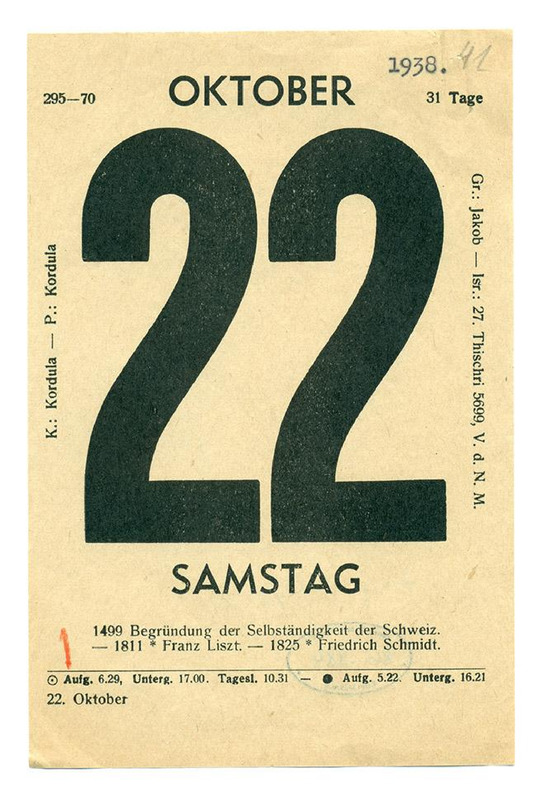 1938. 41
OKTOBER
295—70
31 Tage
K.: Kordula — P.: Kordula
22
Gr.: Jakob — Isr.: 27. Thischri 5699, V. d. N. M.
SAMSTAG
1499 Begründung der Selbständigkeit der Schweiz.
— 1811 * Franz Liszt. — 1825 * Friedrich Schmidt.
1
☉ Aufg. 6.29, Unterg. 17.00. Tagesl. 10.31 — ● Aufg. 5.22. Unterg. 16.21
22. Oktober